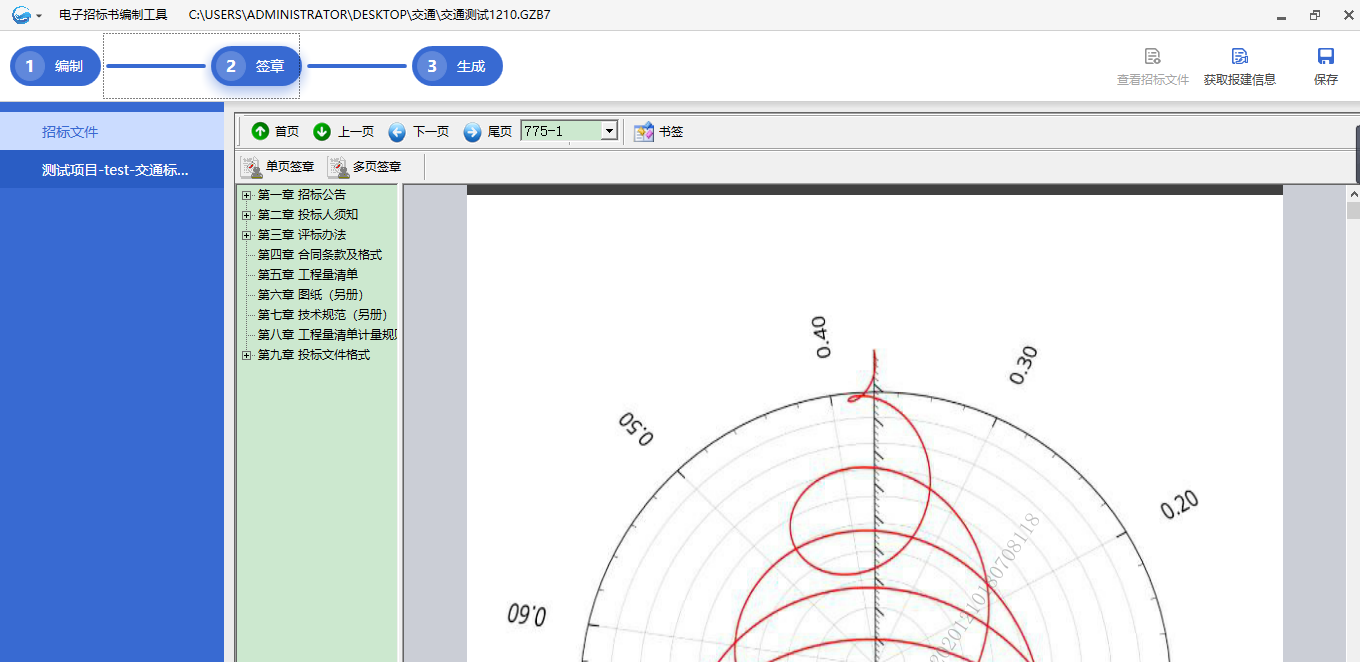 电子招标书编制工具 C:\USERS\ADMINISTRATOR\DESKTOP\交通\交通测试1210.GZB7
1 编制 2 签章 3 生成
查看招标文件 获取报建信息 保存
招标文件
测试项目-test-交通标...
首页 上一页 下一页 尾页 775-1 书签
单页签章 多页签章
第一章 招标公告
第二章 投标人须知
第三章 评标办法
第四章 合同条款及格式
第五章 工程量清单
第六章 图纸（另册）
第七章 技术规范（另册）
第八章 工程量清单计量规
第九章 投标文件格式
0.40
0.30
0.50
0.20
0.60